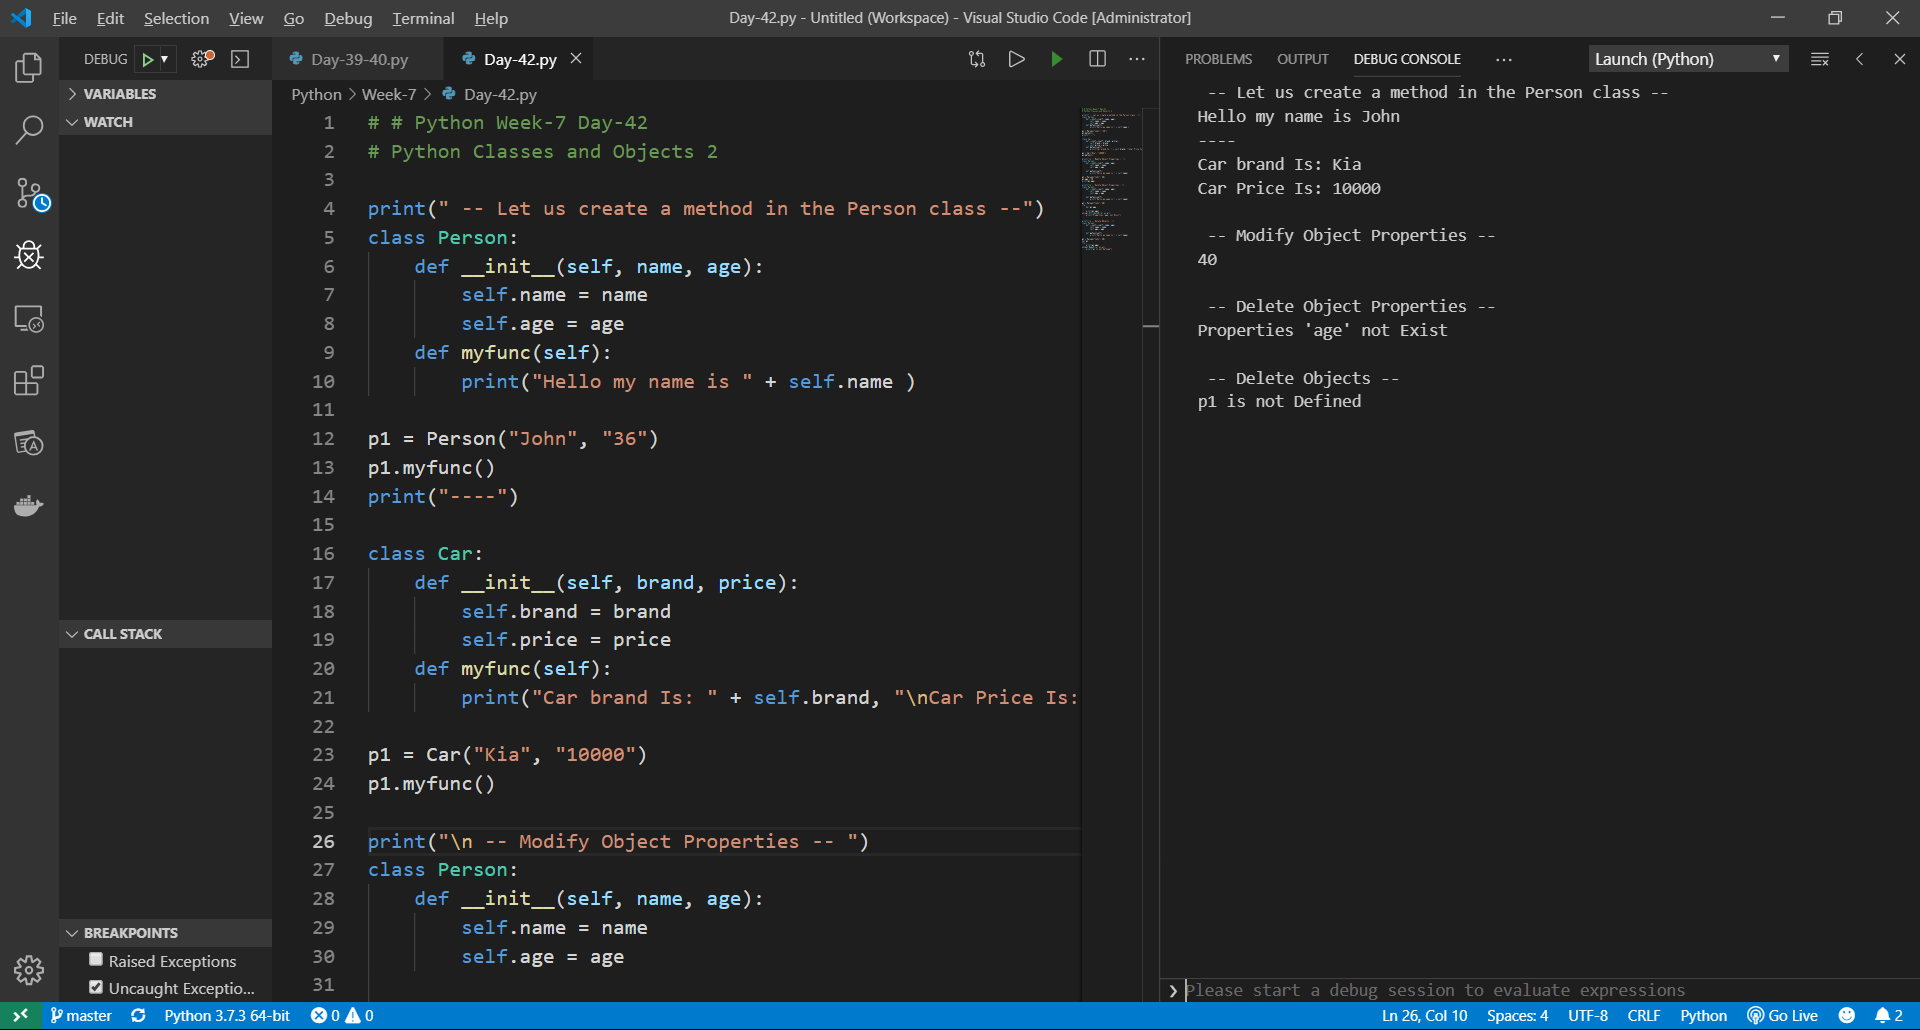 File Edit Selection View Go Debug Terminal Help
Day-42.py - Untitled (Workspace) - Visual Studio Code [Administrator]
DEBUG
VARIABLES
WATCH
CALL STACK
BREAKPOINTS
Raised Exceptions
Uncaught Exceptio...
Day-39-40.py
Day-42.py
Python > Week-7 > Day-42.py
1 # # Python Week-7 Day-42
2 # Python Classes and Objects 2
3
4 print(" -- Let us create a method in the Person class --")
5 class Person:
6     def __init__(self, name, age):
7         self.name = name
8         self.age = age
9     def myfunc(self):
10         print("Hello my name is " + self.name )
11
12 p1 = Person("John", "36")
13 p1.myfunc()
14 print("----")
15
16 class Car:
17     def __init__(self, brand, price):
18         self.brand = brand
19         self.price = price
20     def myfunc(self):
21         print("Car brand Is: " + self.brand, "\nCar Price Is:
22
23 p1 = Car("Kia", "10000")
24 p1.myfunc()
25
26 print("\n -- Modify Object Properties -- ")
27 class Person:
28     def __init__(self, name, age):
29         self.name = name
30         self.age = age
31
PROBLEMS OUTPUT DEBUG CONSOLE ...
Launch (Python)
-- Let us create a method in the Person class --
Hello my name is John
----
Car brand Is: Kia
Car Price Is: 10000
-- Modify Object Properties --
40
-- Delete Object Properties --
Properties 'age' not Exist
-- Delete Objects --
p1 is not Defined
Please start a debug session to evaluate expressions
master Python 3.7.3 64-bit 0 0
Ln 26, Col 10 Spaces: 4 UTF-8 CRLF Python Go Live 2